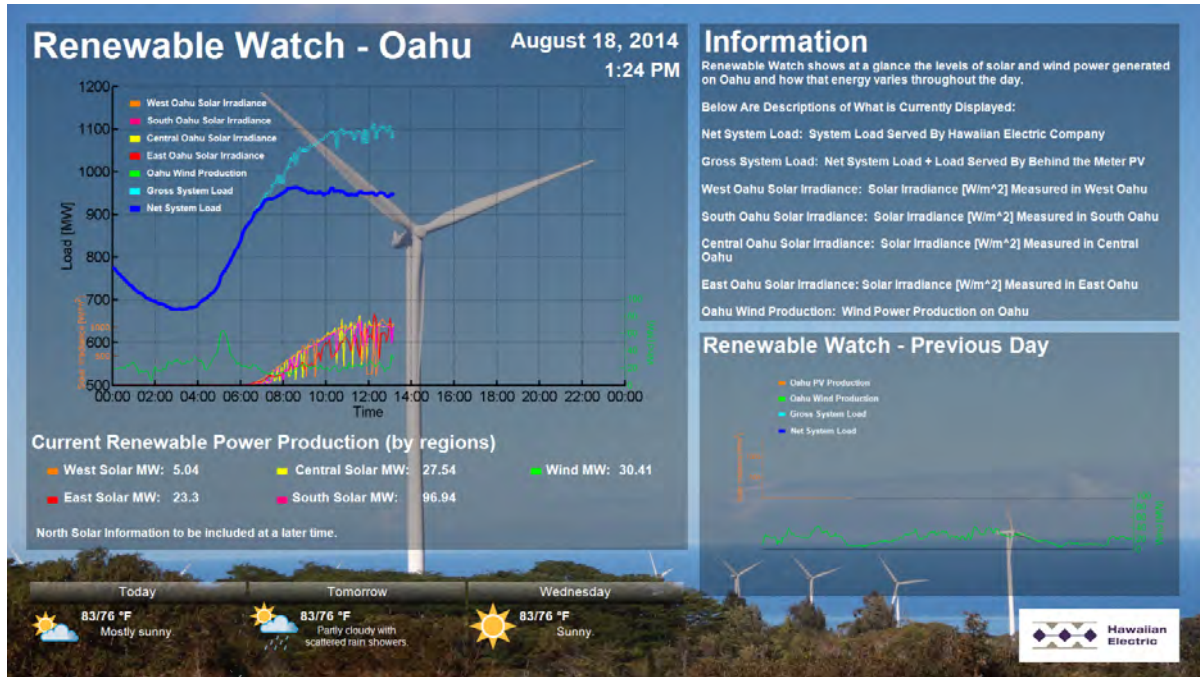 Renewable Watch - Oahu
August 18, 2014
1:24 PM
1200
1100
1000
900
800
700
600
500
Load [MW]
West Oahu Solar Irradiance
South Oahu Solar Irradiance
Central Oahu Solar Irradiance
East Oahu Solar Irradiance
Oahu Wind Production
Gross System Load
Net System Load
1000
500
00:00 02:00 04:00 06:00 08:00 10:00 12:00 14:00 16:00 18:00 20:00 22:00 00:00
Time
Current Renewable Power Production (by regions)
West Solar MW: 5.04
Central Solar MW: 27.54
Wind MW: 30.41
East Solar MW: 23.3
South Solar MW: 96.94
North Solar Information to be included at a later time.
Information
Renewable Watch shows at a glance the levels of solar and wind power generated
on Oahu and how that energy varies throughout the day.
Below Are Descriptions of What is Currently Displayed:
Net System Load: System Load Served By Hawaiian Electric Company
Gross System Load: Net System Load + Load Served By Behind the Meter PV
West Oahu Solar Irradiance: Solar Irradiance [W/m^2] Measured in West Oahu
South Oahu Solar Irradiance: Solar Irradiance [W/m^2] Measured in South Oahu
Central Oahu Solar Irradiance: Solar Irradiance [W/m^2] Measured in Central
Oahu
East Oahu Solar Irradiance: Solar Irradiance [W/m^2] Measured in East Oahu
Oahu Wind Production: Wind Power Production on Oahu
Renewable Watch - Previous Day
Oahu PV Production
Oahu Wind Production
Gross System Load
Net System Load
Today
83/76 °F
Mostly sunny
Tomorrow
83/76 °F
Partly cloudy with
scattered rain showers
Wednesday
83/76 °F
Sunny.
Hawaiian
Electric